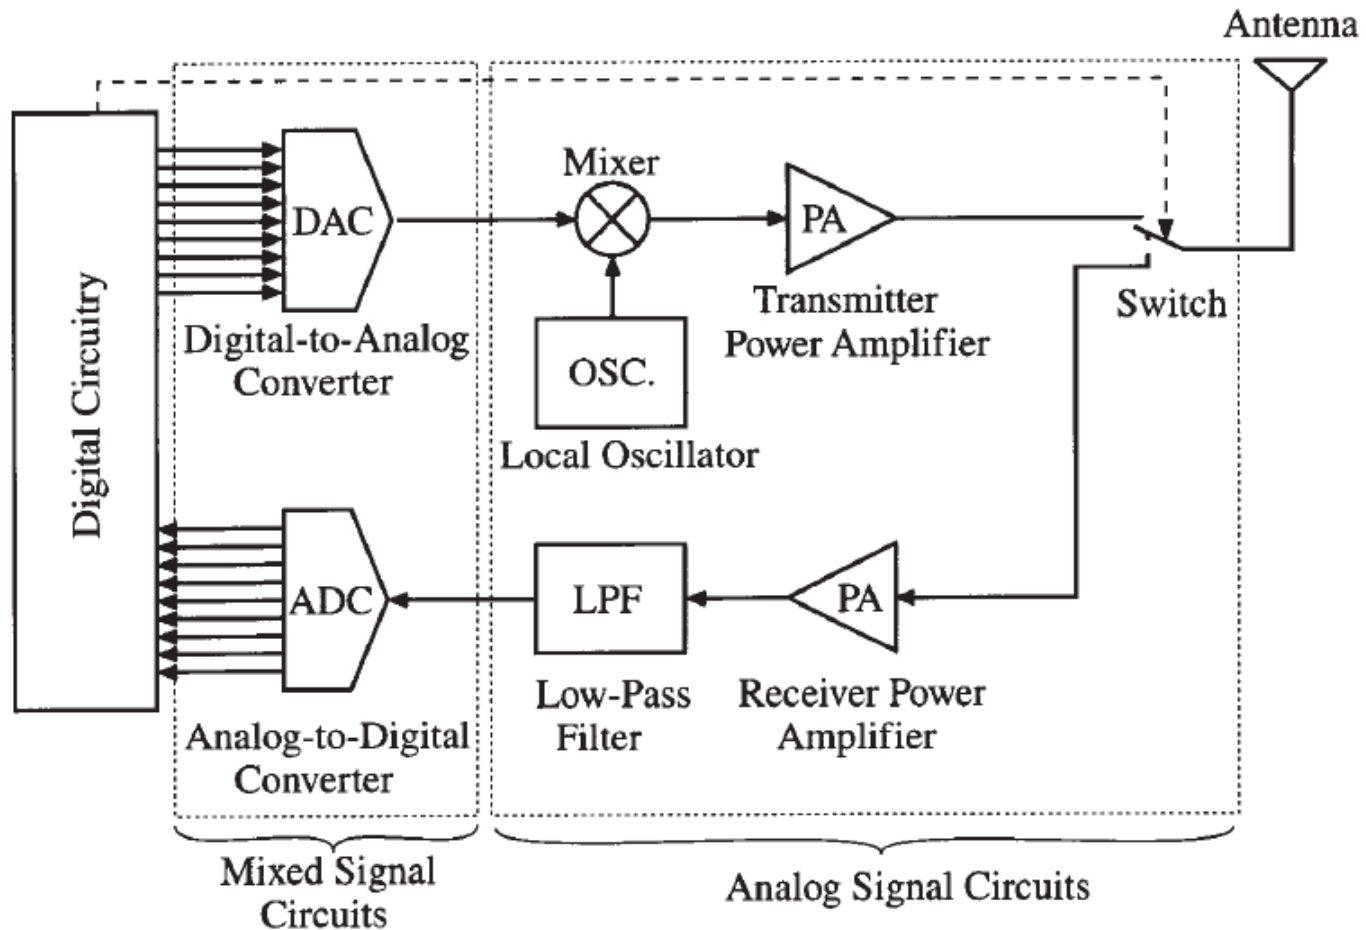 Antenna
Mixer
DAC
PA
Digital-to-Analog
Converter
Transmitter
Power Amplifier
Switch
OSC.
Local Oscillator
Digital Circuitry
ADC
LPF
PA
Analog-to-Digital
Converter
Low-Pass
Filter
Receiver Power
Amplifier
Mixed Signal
Circuits
Analog Signal Circuits